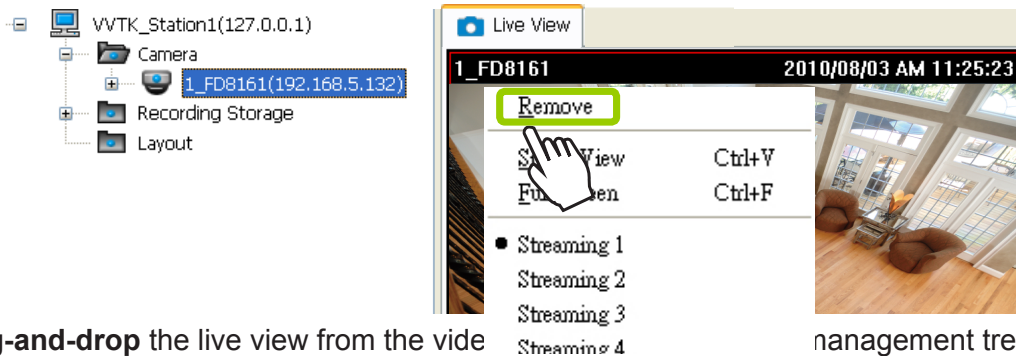 VVTK_Station1(127.0.0.1)
Camera
1_FD8161(192.168.5.132)
Recording Storage
Layout
Live View
1_FD8161 2010/08/03 AM 11:25:23
Remove
View Ctrl+V
Ctrl+F
Streaming 1
Streaming 2
Streaming 3
Streaming 4
g-and-drop the live view from the vide anagement tre